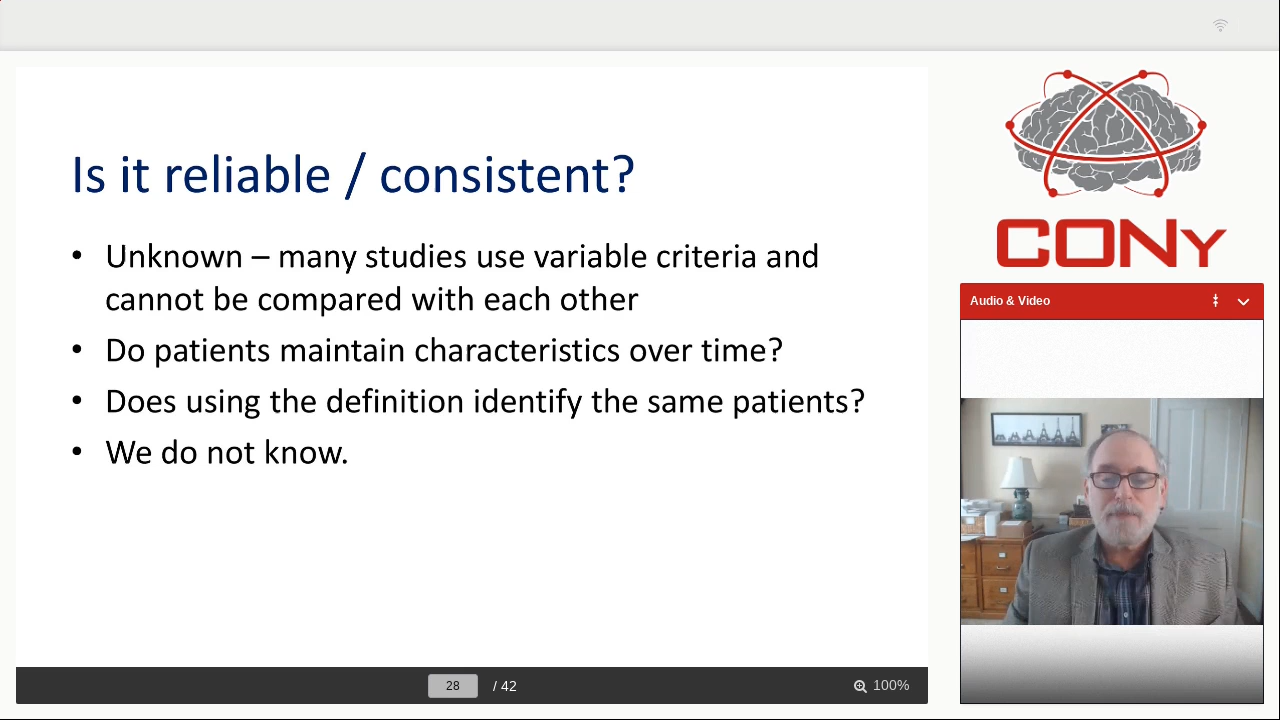 Is it reliable / consistent?
• Unknown – many studies use variable criteria and
cannot be compared with each other
• Do patients maintain characteristics over time?
• Does using the definition identify the same patients?
• We do not know.
28 / 42
100%
CONy
Audio & Video